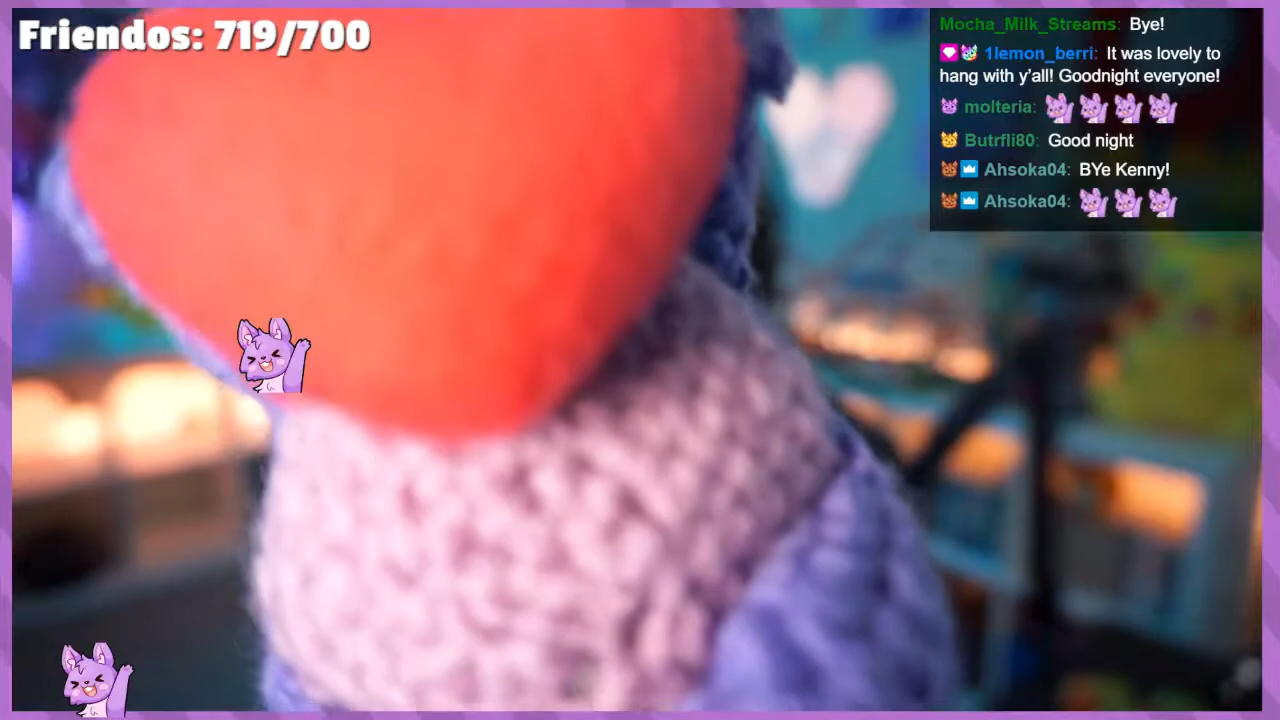 Friendos: 719/700
Mocha_Milk_Streams: Bye!
1lemon_berri: It was lovely to
hang with y'all! Goodnight everyone!
molteria:
Butrfli80: Good night
Ahsoka04: BYe Kenny!
Ahsoka04: